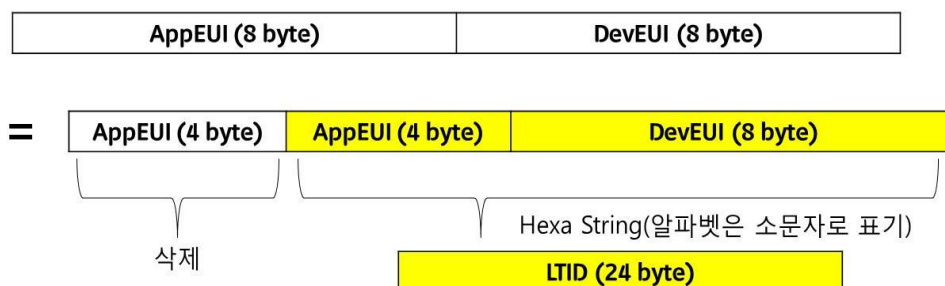 AppEUI (8 byte) DevEUI (8 byte)
= AppEUI (4 byte) AppEUI (4 byte) DevEUI (8 byte)
Hexa String(알파벳은 소문자로 표기)
삭제
LTID (24 byte)